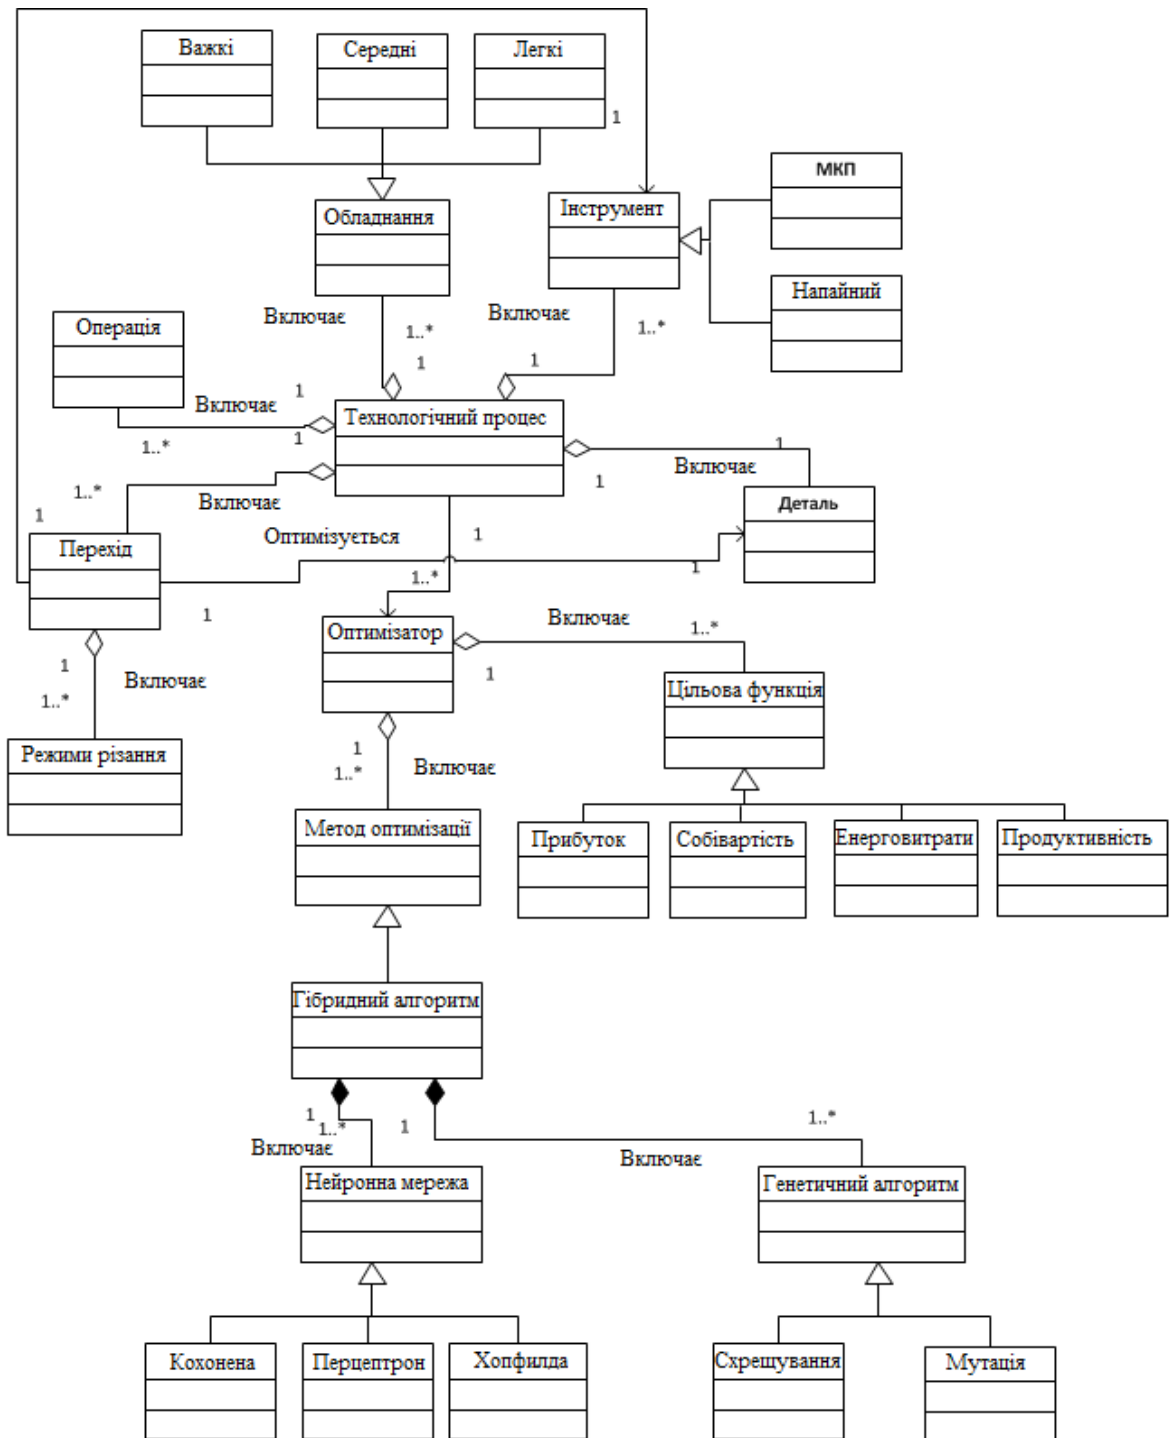 Важкі
Середні
Легкі
1
МКП
Обладнання
Інструмент
Напайний
Включає
Включає
Операція
1..*
1..*
1
1
1
Включає
Технологічний процес
1..*
1
1
Включає
1..*
Включає
1
Деталь
1
Оптимізується
1
Перехід
1..*
1
1
Включає
1..*
Оптимізатор
1
1
Включає
Цільова функція
1..*
Режими різання
1
1..*
Включає
Метод оптимізації
Прибуток
Собівартість
Енерговитрати
Продуктивність
Гібридний алгоритм
1
1..*
1
1..*
Включає
Включає
Нейронна мережа
Генетичний алгоритм
Кохонена
Перцептрон
Хопфилда
Схрещування
Мутація